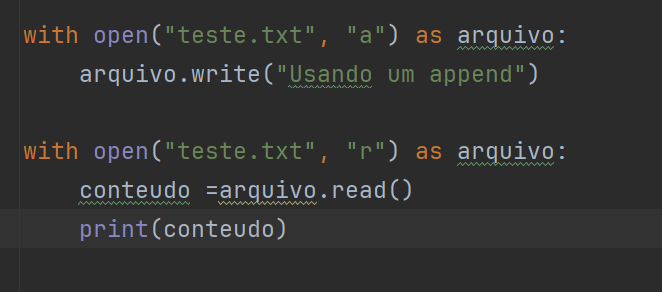 with open("teste.txt", "a") as arquivo:
    arquivo.write("Usando um append")
with open("teste.txt", "r") as arquivo:
    conteudo =arquivo.read()
    print(conteudo)